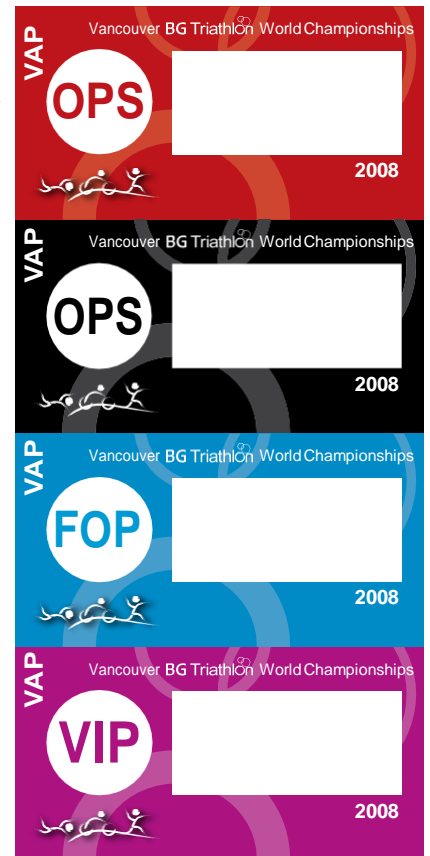 VAP
Vancouver BG Triathlon World Championships
OPS
2008
VAP
Vancouver BG Triathlon World Championships
OPS
2008
VAP
Vancouver BG Triathlon World Championships
FOP
2008
VAP
Vancouver BG Triathlon World Championships
VIP
2008